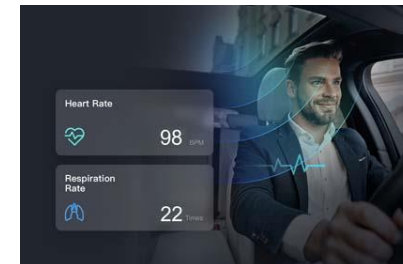 Heart Rate
98 BPM
Respiration
Rate
22 Times